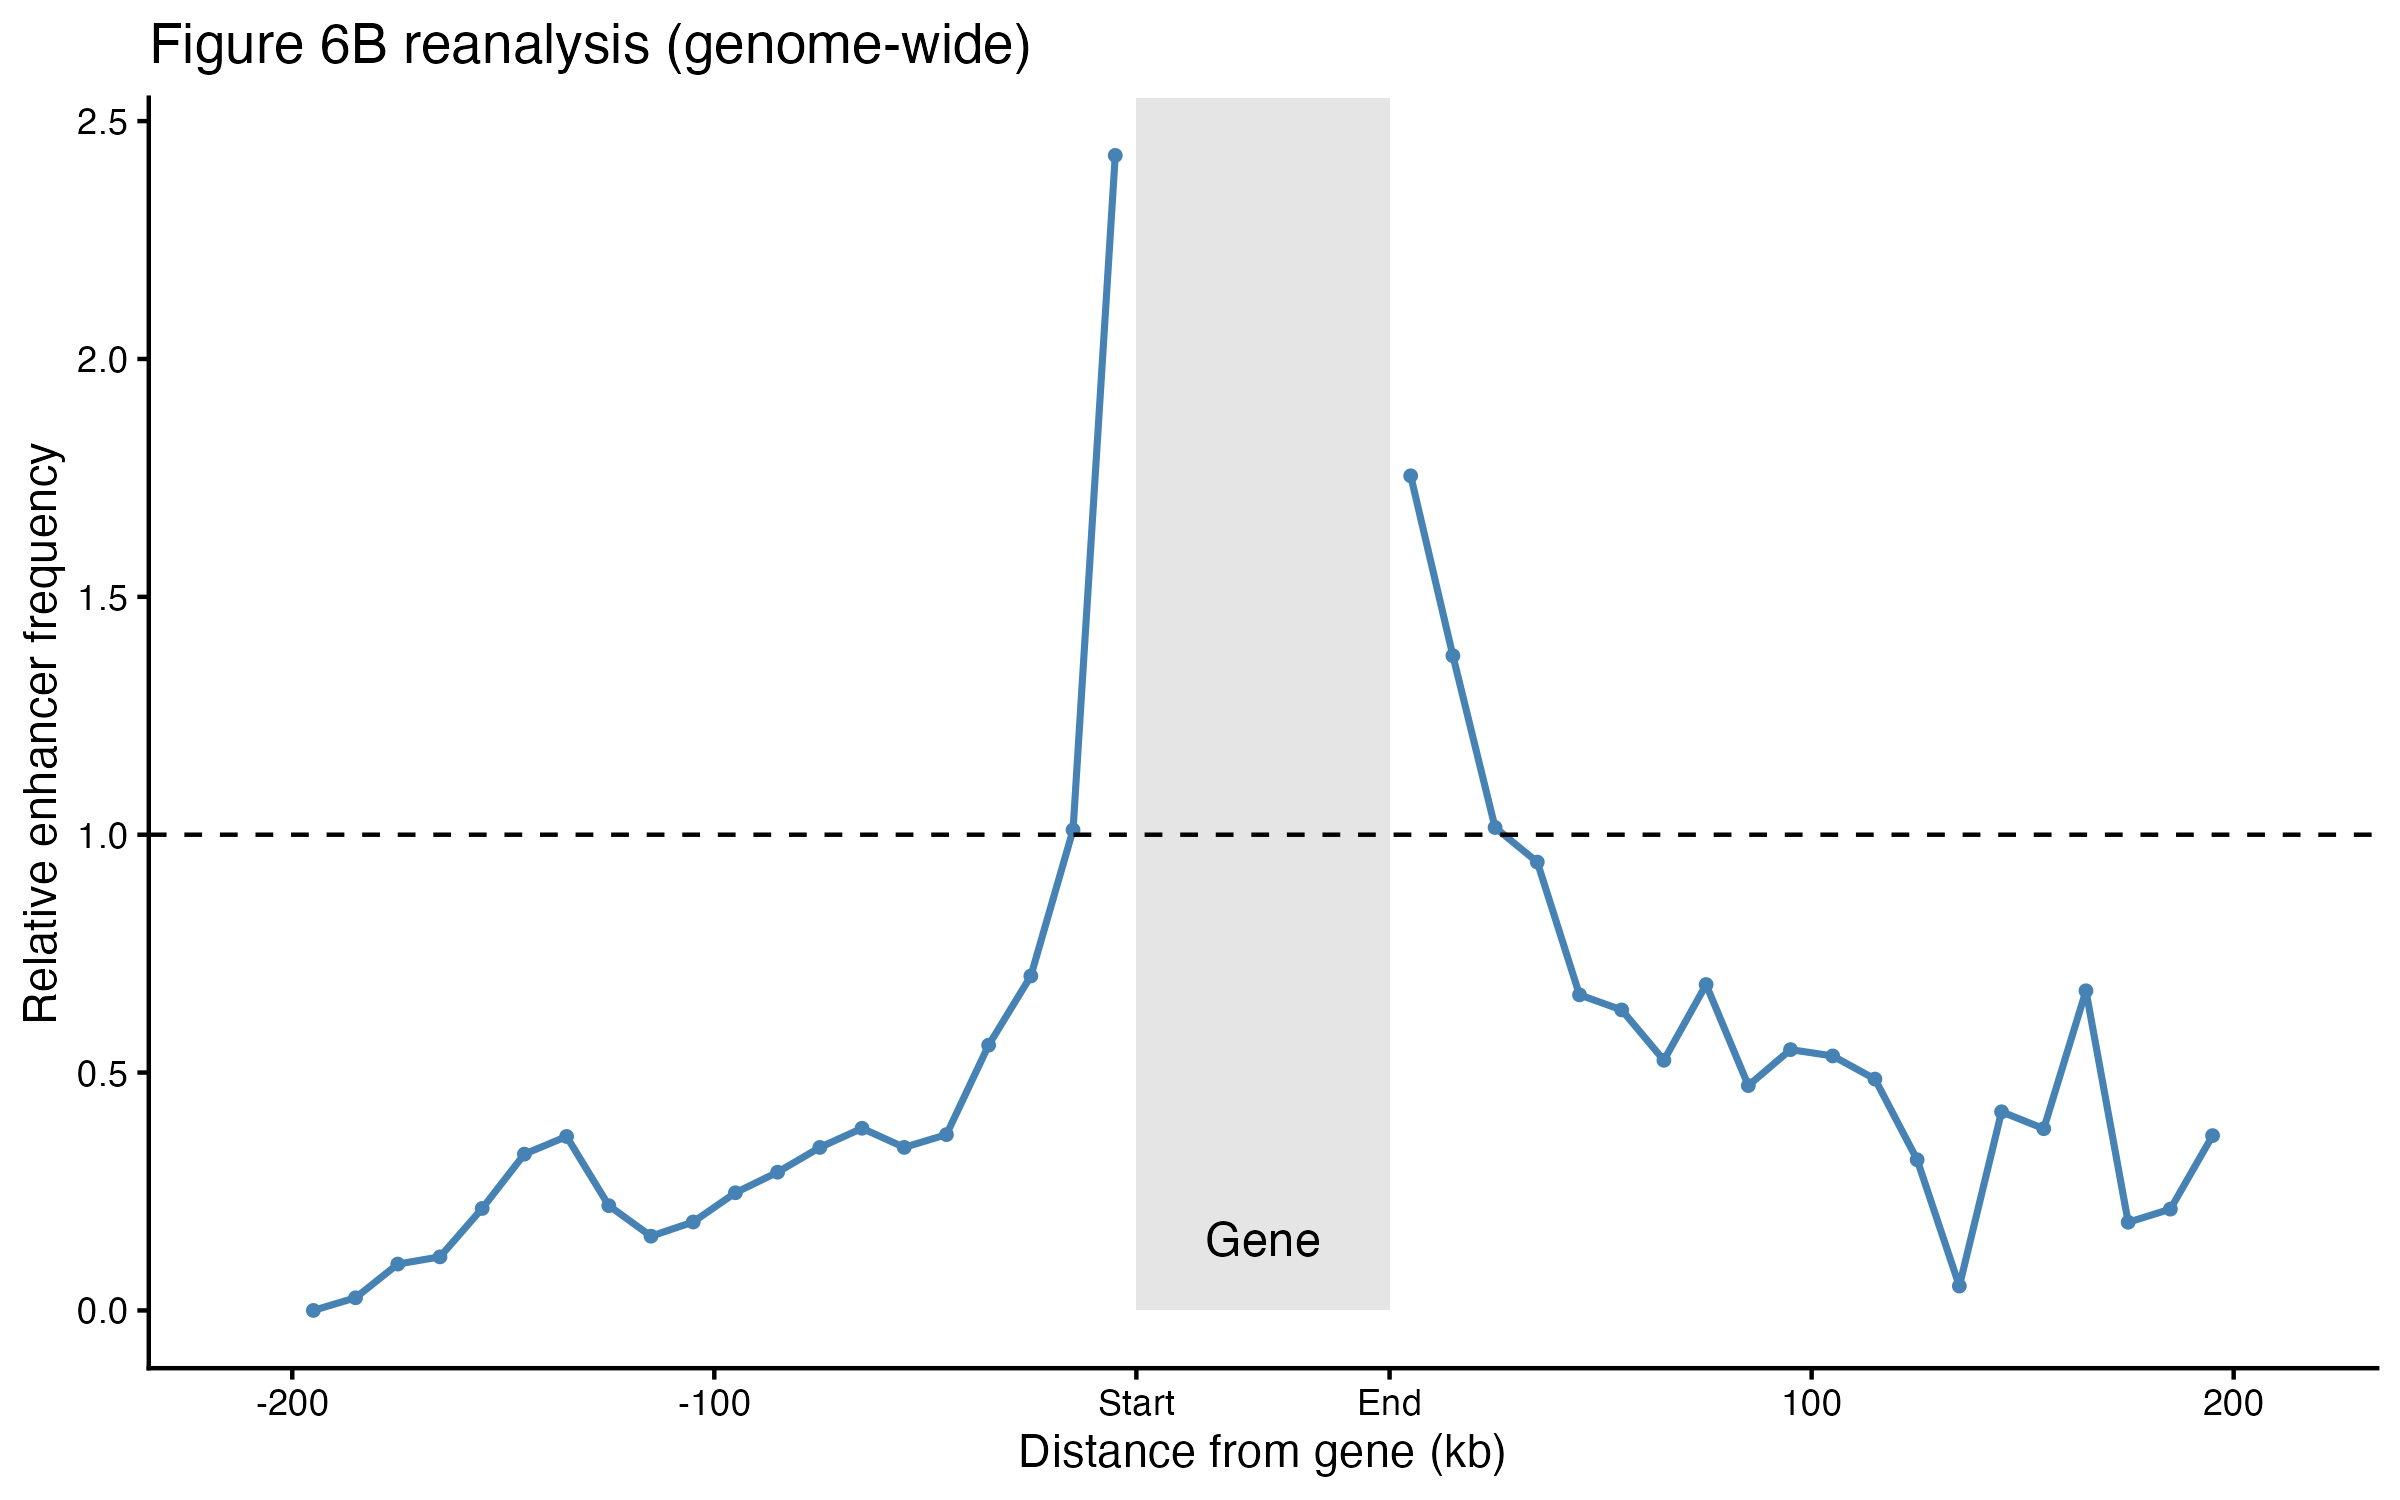 Figure 6B reanalysis (genome-wide)
Relative enhancer frequency
2.5
2.0
1.5
1.0
0.5
0.0
Gene
-200
-100
Start
End
100
200
Distance from gene (kb)